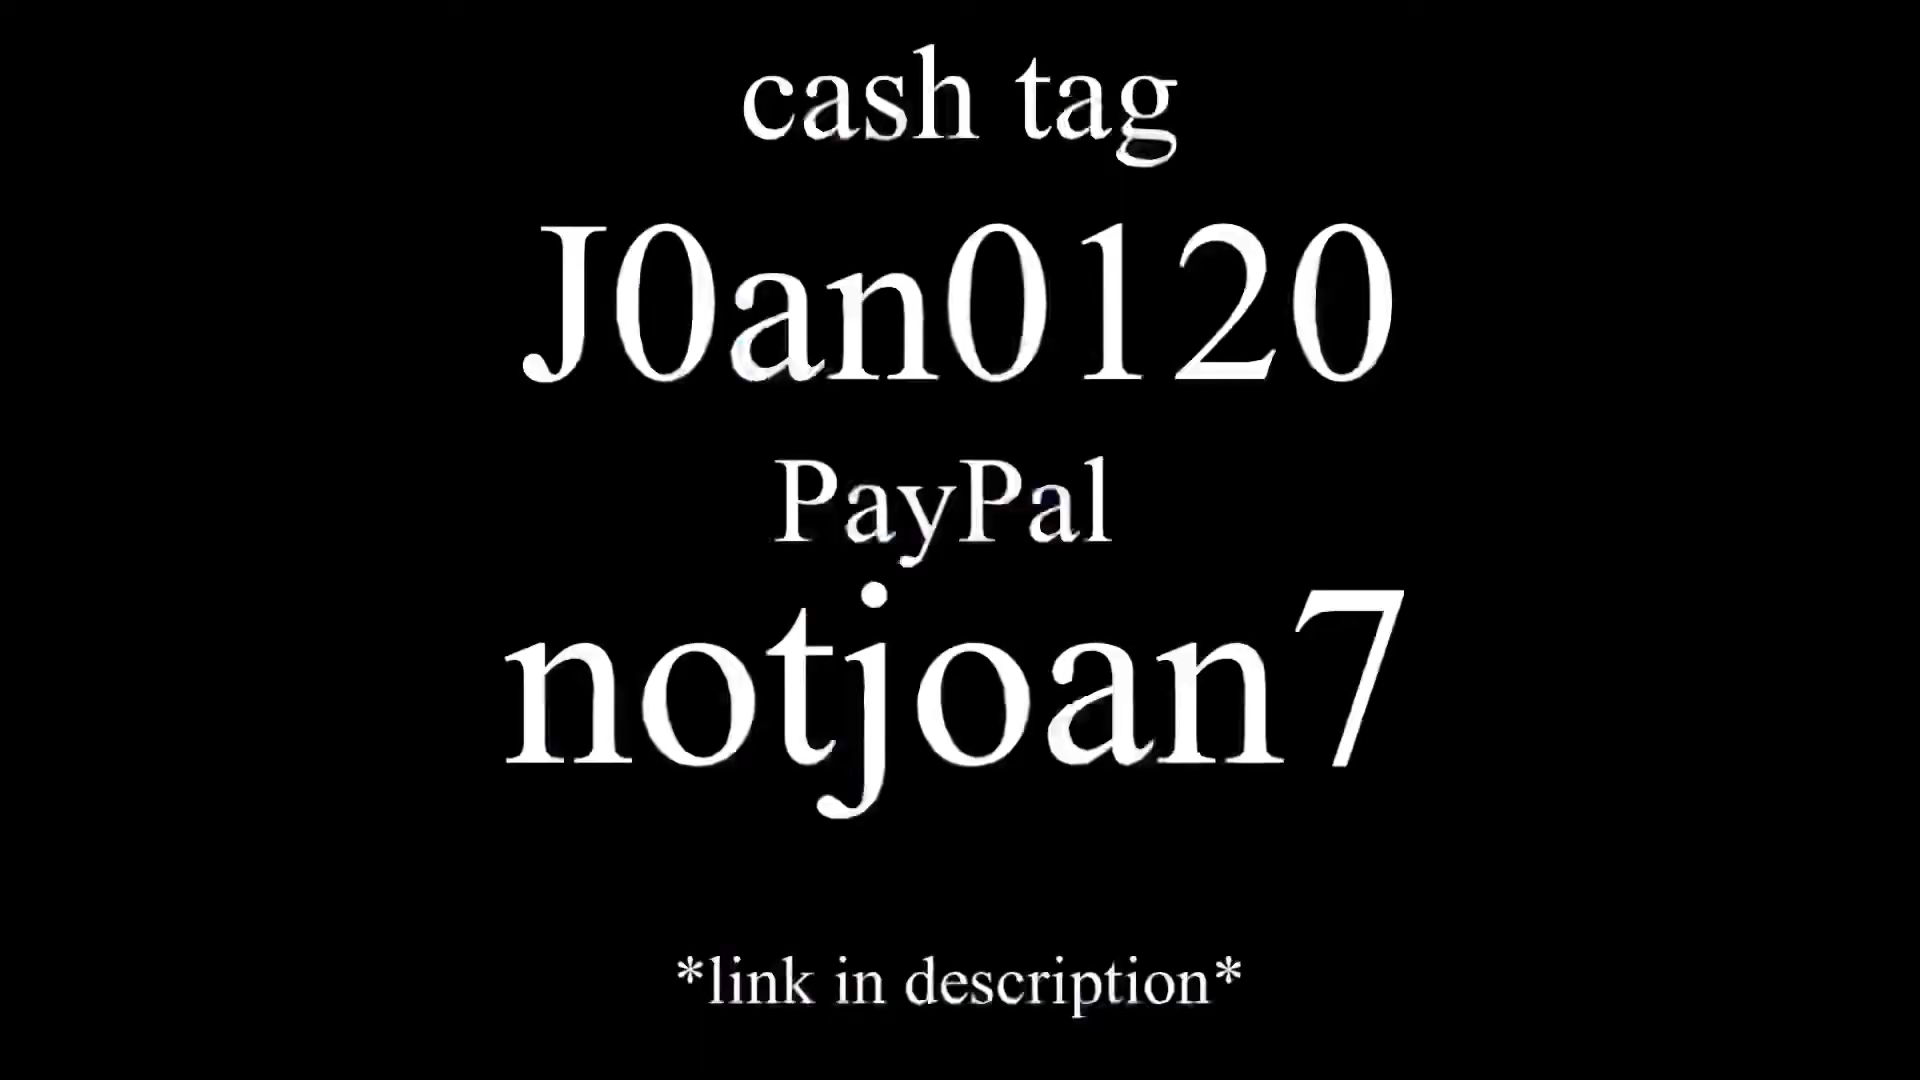 cash tag
J0an0120
PayPal
notjoan7
*link in description*